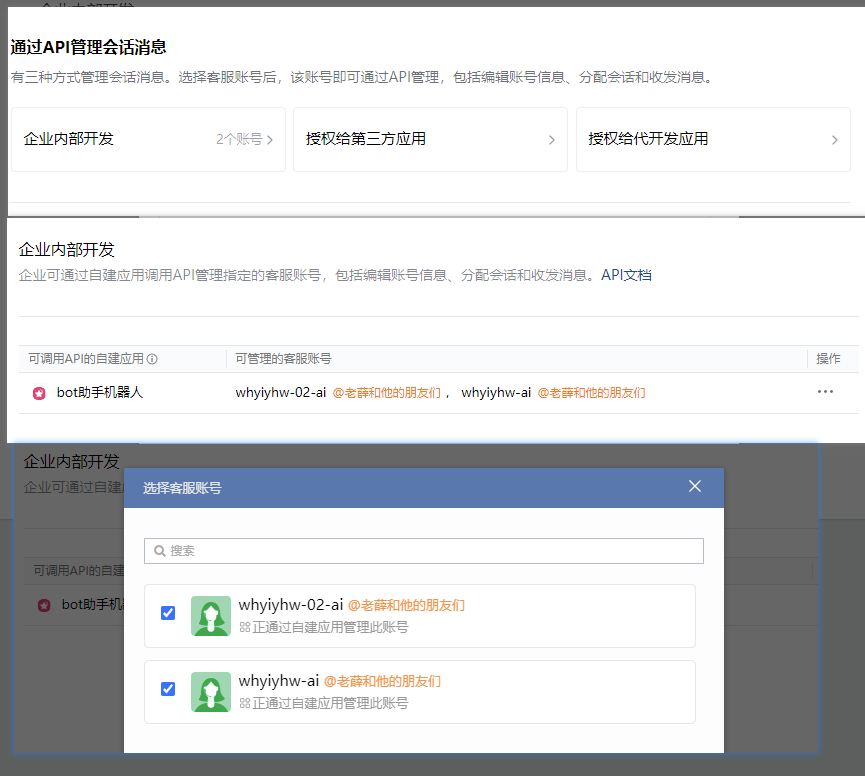 企业内部开发
通过API管理会话消息
有三种方式管理会话消息。选择客服账号后，该账号即可通过API管理，包括编辑账号信息、分配会话和收发消息。
企业内部开发 2个账号 授权给第三方应用 授权给代开发应用
企业内部开发
企业可通过自建应用调用API管理指定的客服账号，包括编辑账号信息、分配会话和收发消息。API文档
可调用API的自建应用 可管理的客服账号 操作
bot助手机器人 whyiyhw-02-ai @老薛和他的朋友们 ， whyiyhw-ai @老薛和他的朋友们 ···
企业内部开发
企业可通过自建
选择客服账号
搜索
可调用API的自建
whyiyhw-02-ai @老薛和他的朋友们
bot助手机
正通过自建应用管理此账号
whyiyhw-ai @老薛和他的朋友们
正通过自建应用管理此账号